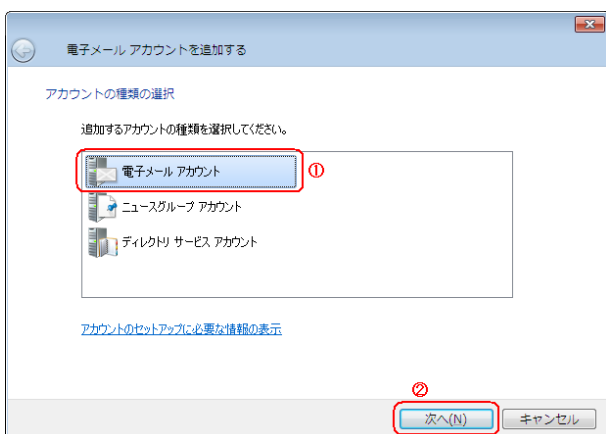 電子メール アカウントを追加する
アカウントの種類の選択
追加するアカウントの種類を選択してください。
電子メール アカウント ①
ニュースグループ アカウント
ディレクトリ サービス アカウント
アカウントのセットアップに必要な情報の表示
②
次へ(N) キャンセル